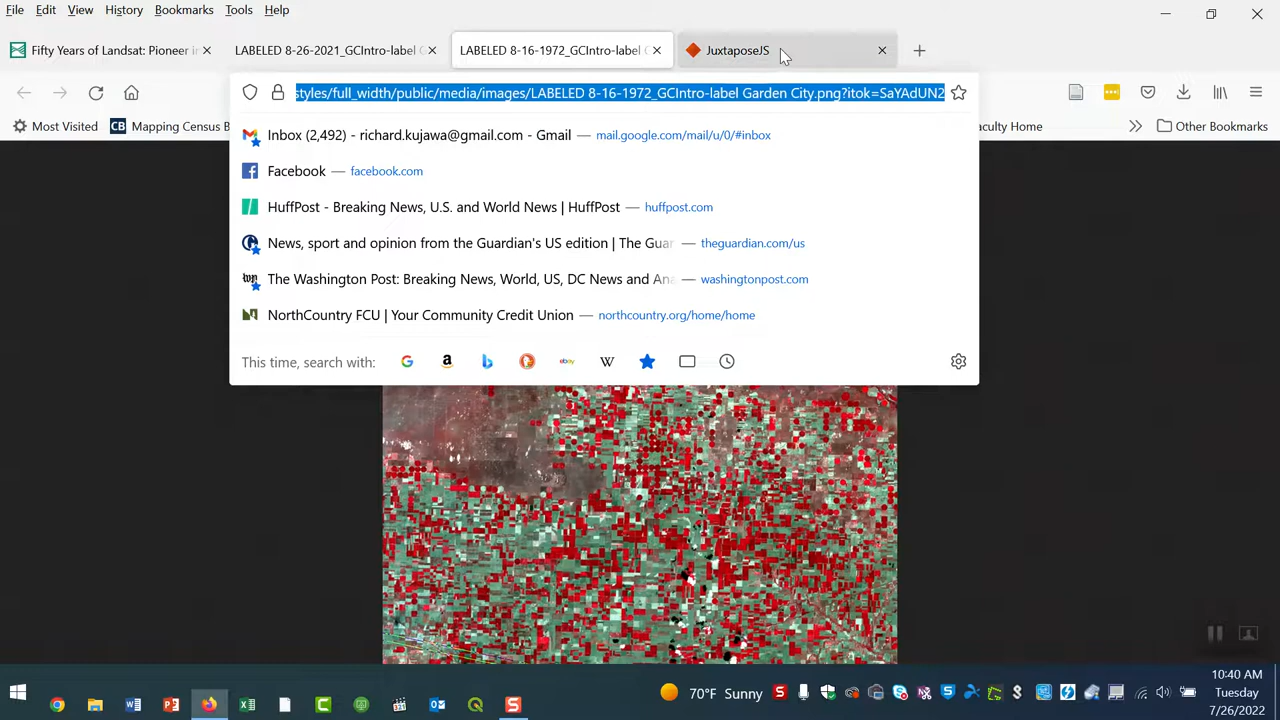 File Edit View History Bookmarks Tools Help
Fifty Years of Landsat: Pioneer in
LABELED 8-26-2021_GCIntro-label
LABELED 8-16-1972_GCIntro-label
JuxtaposeJS
styles/full_width/public/media/images/LABELED 8-16-1972_GCIntro-label Garden City.png?itok=SaYAdUN2
Most Visited
CB Mapping Census B
aculty Home
Other Bookmarks
Inbox (2,492) - richard.kujawa@gmail.com - Gmail — mail.google.com/mail/u/0/#inbox
Facebook — facebook.com
HuffPost - Breaking News, U.S. and World News | HuffPost — huffpost.com
News, sport and opinion from the Guardian's US edition | The Guar — theguardian.com/us
The Washington Post: Breaking News, World, US, DC News and Ana — washingtonpost.com
NorthCountry FCU | Your Community Credit Union — northcountry.org/home/home
This time, search with:
70°F Sunny
10:40 AM
Tuesday
7/26/2022